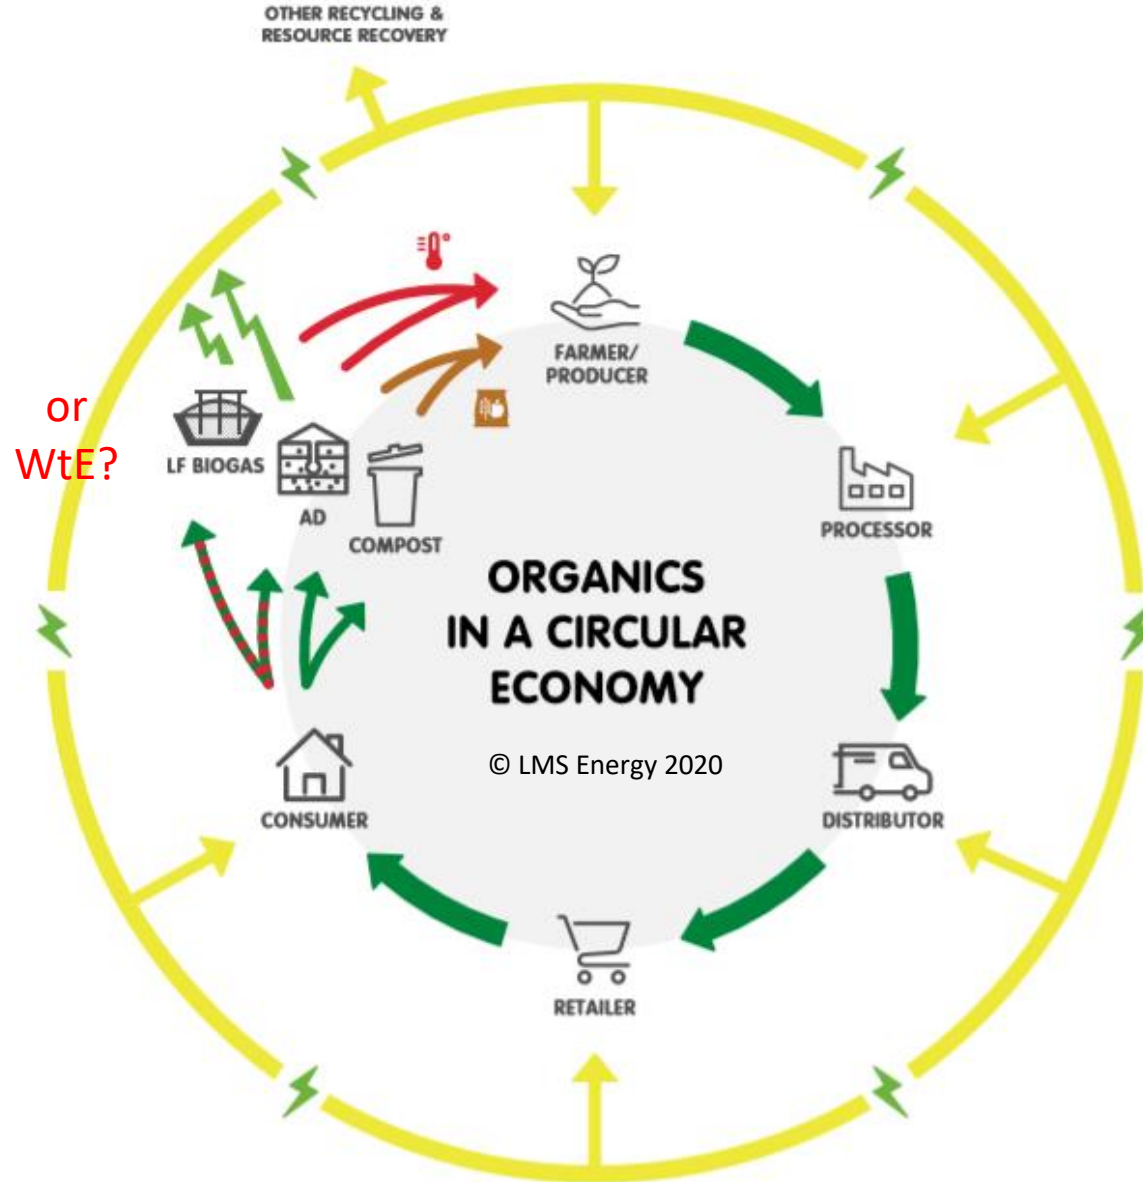 OTHER RECYCLING &
RESOURCE RECOVERY
FARMER/
PRODUCER
or
WtE?
LF BIOGAS
AD
COMPOST
PROCESSOR
ORGANICS
IN A CIRCULAR
ECONOMY
© LMS Energy 2020
CONSUMER
DISTRIBUTOR
RETAILER